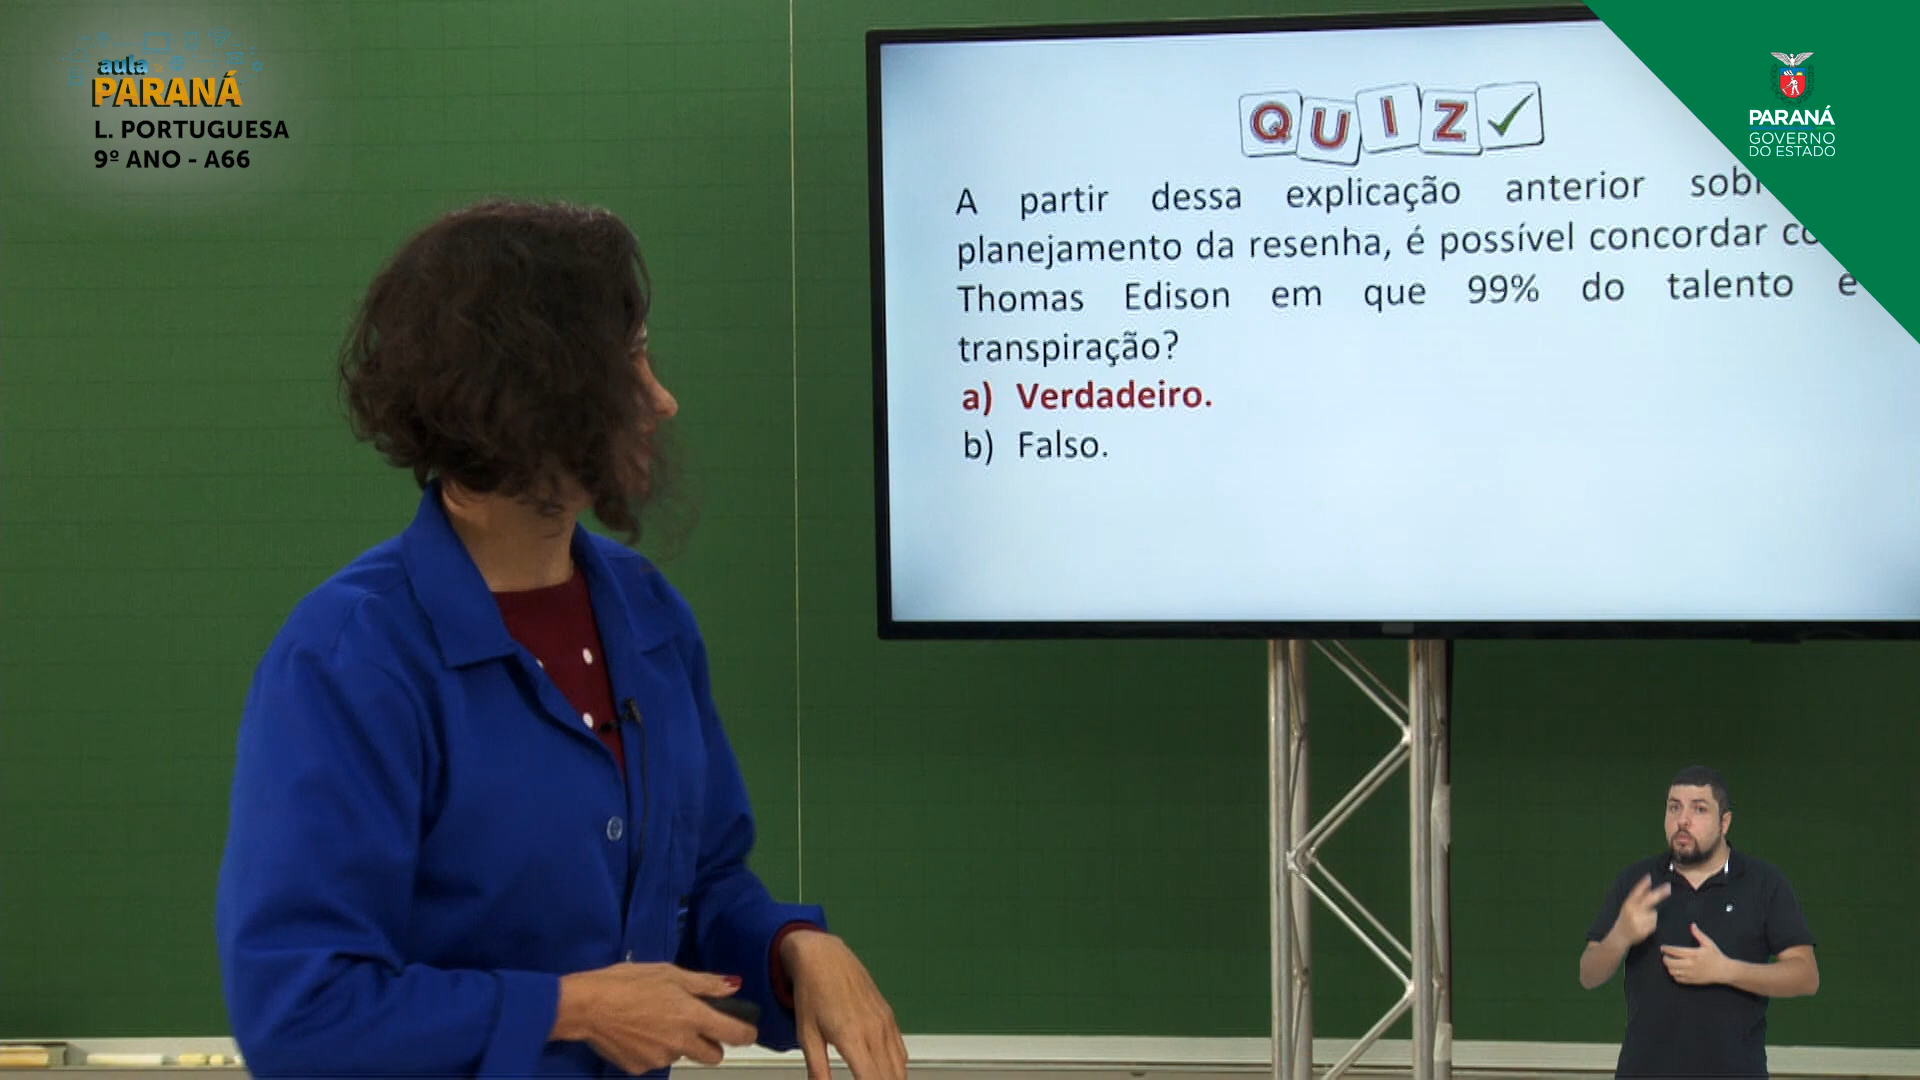 aula
PARANÁ
L. PORTUGUESA
9º ANO - A66
PARANÁ
GOVERNO
DO ESTADO
QUIZ
A partir dessa explicação anterior
planejamento da resenha, é possível concordar
Thomas Edison em que 99% do talento é
transpiração?
a) Verdadeiro.
b) Falso.